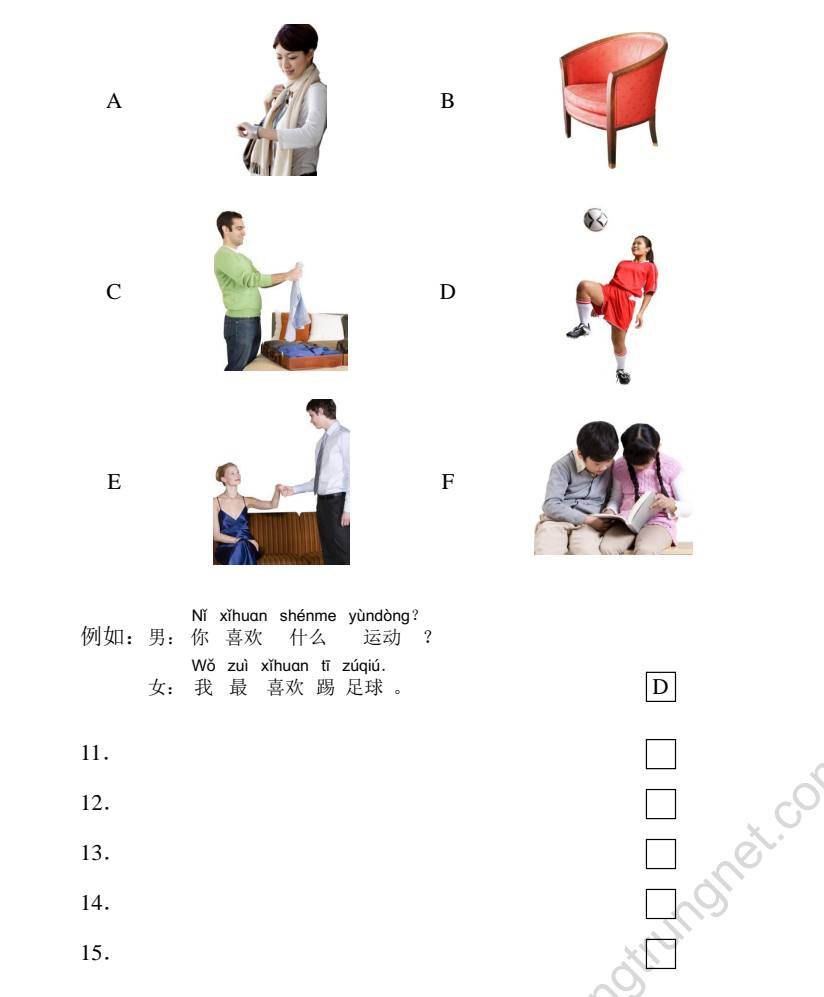 A B
C D
E F
Nǐ xǐhuan shénme yùndòng?
例如：男：你 喜欢 什么 运动 ？
Wǒ zuì xǐhuan tī zúqiú.
女：我 最 喜欢 踢 足球 。 D
11.
12.
13.
14.
15.